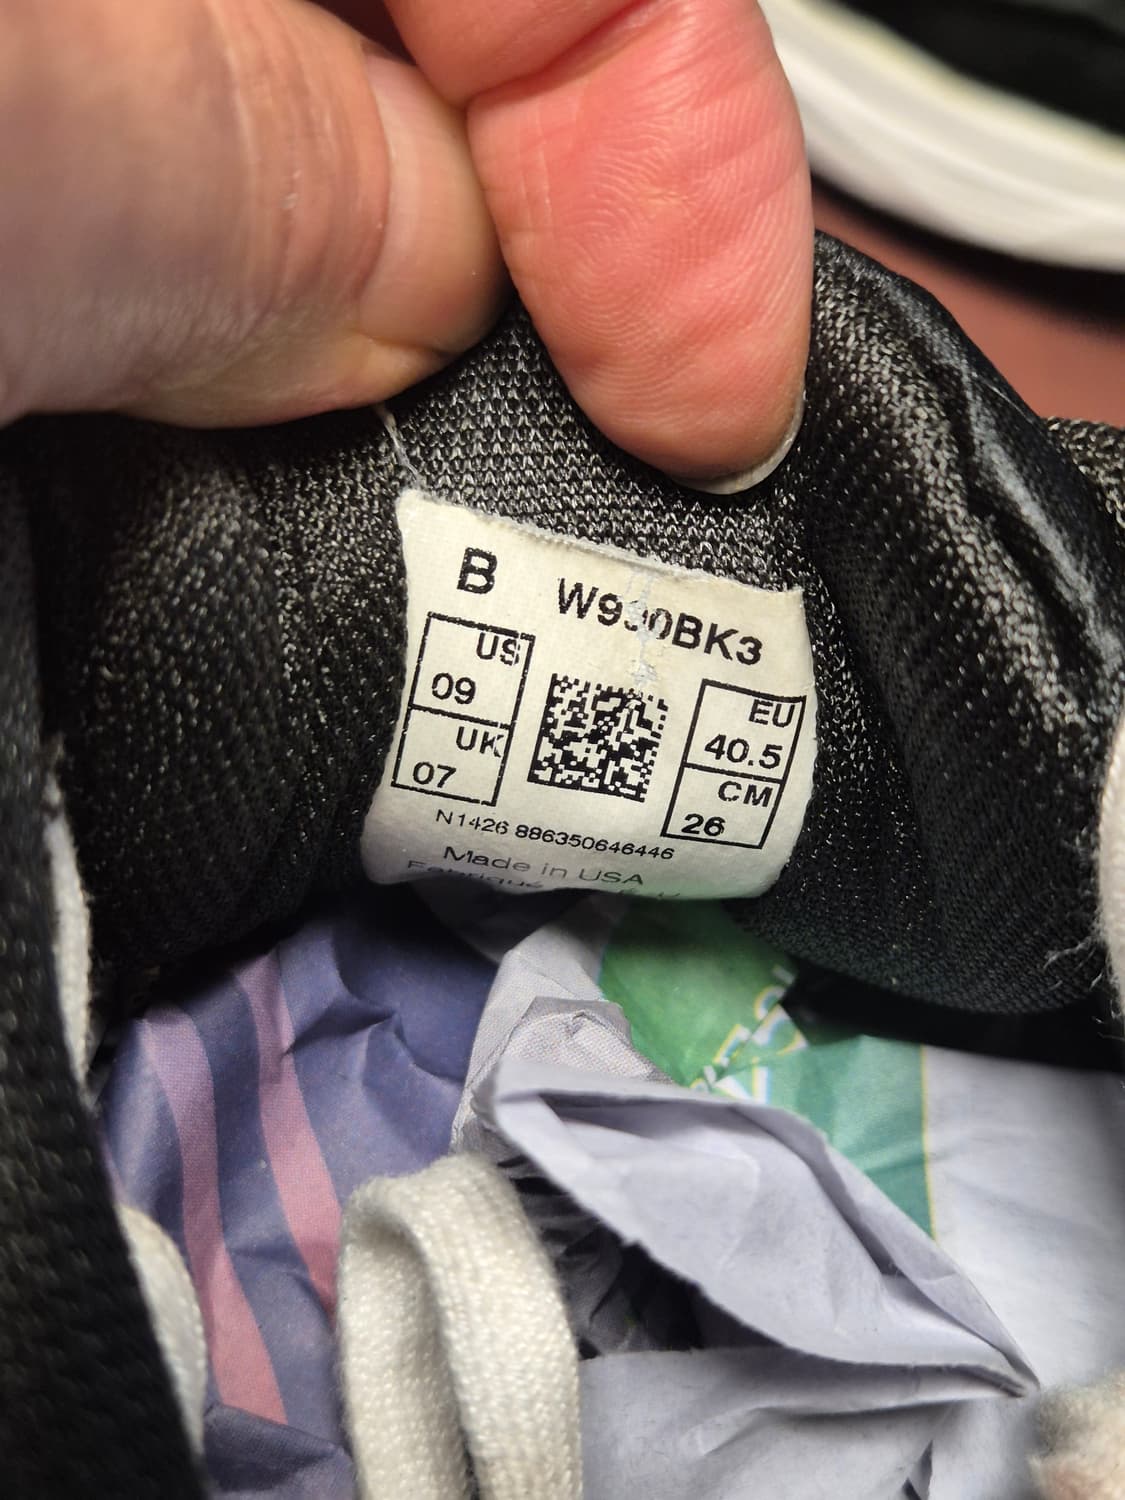 B W990BK3
US
09
UK
07
EU
40.5
CM
26
N1426 886350646446
Made in USA